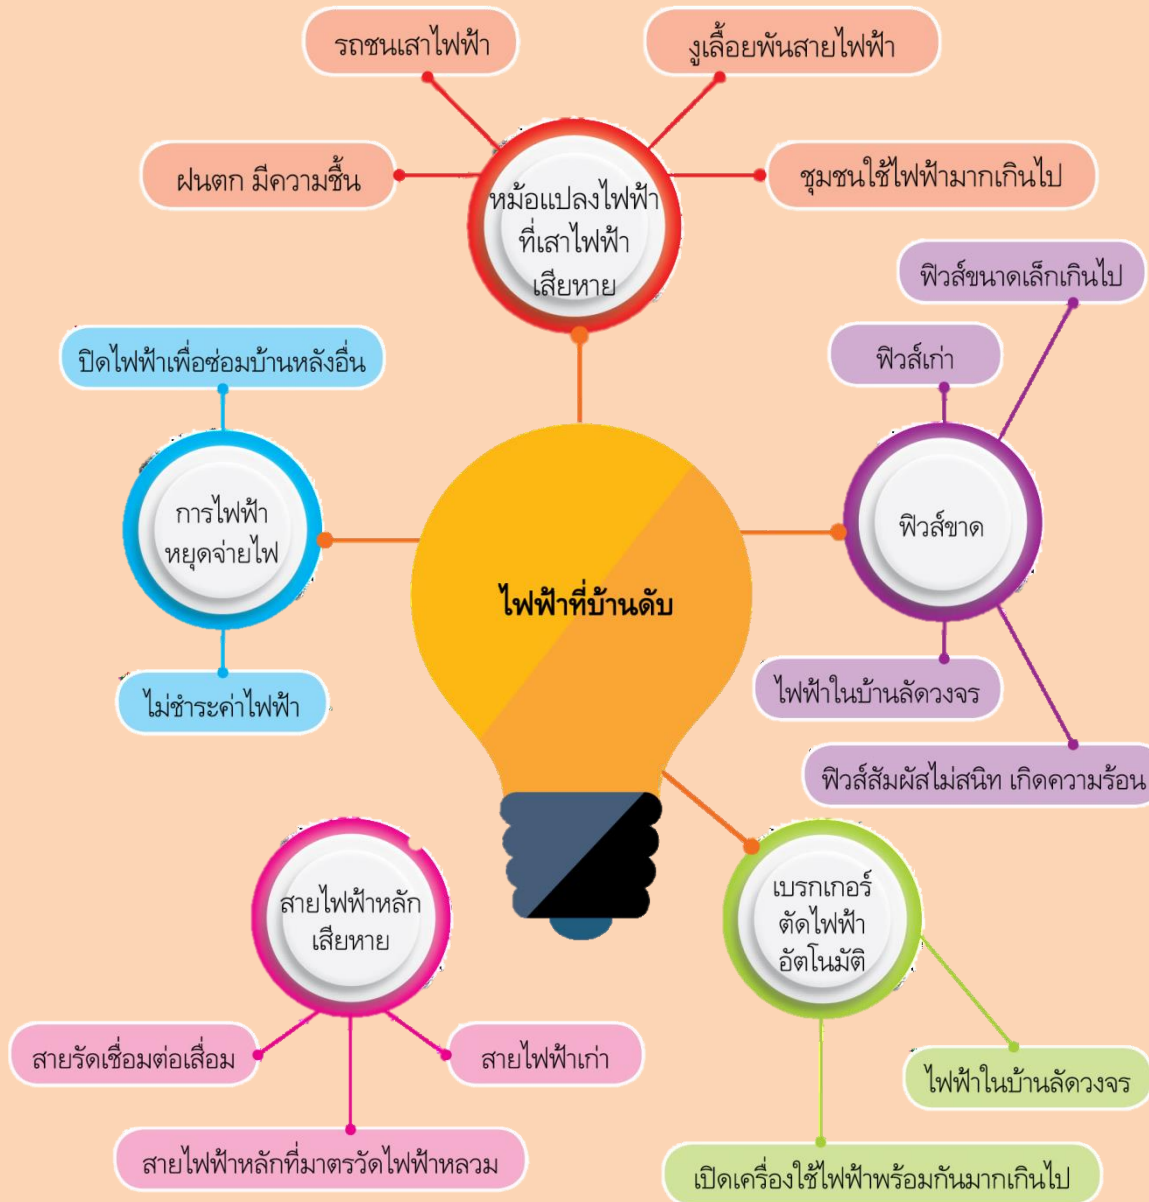 รถชนเสาไฟฟ้า
งูเลื้อยพันสายไฟฟ้า
ฝนตก มีความชื้น
ชุมชนใช้ไฟฟ้ามากเกินไป
หม้อแปลงไฟฟ้า
ที่เสาไฟฟ้า
เสียหาย
ฟิวส์ขนาดเล็กเกินไป
ปิดไฟฟ้าเพื่อซ่อมบ้านหลังอื่น
ฟิวส์เก่า
การไฟฟ้า
หยุดจ่ายไฟ
ฟิวส์ขาด
ไฟฟ้าที่บ้านดับ
ไม่ชำระค่าไฟฟ้า
ไฟฟ้าในบ้านลัดวงจร
ฟิวส์สัมผัสไม่สนิท เกิดความร้อน
สายไฟฟ้าหลัก
เสียหาย
เบรกเกอร์
ตัดไฟฟ้า
อัตโนมัติ
สายรัดเชื่อมต่อเสื่อม
สายไฟฟ้าเก่า
ไฟฟ้าในบ้านลัดวงจร
สายไฟฟ้าหลักที่มาตรวัดไฟฟ้าหลวม
เปิดเครื่องใช้ไฟฟ้าพร้อมกันมากเกินไป